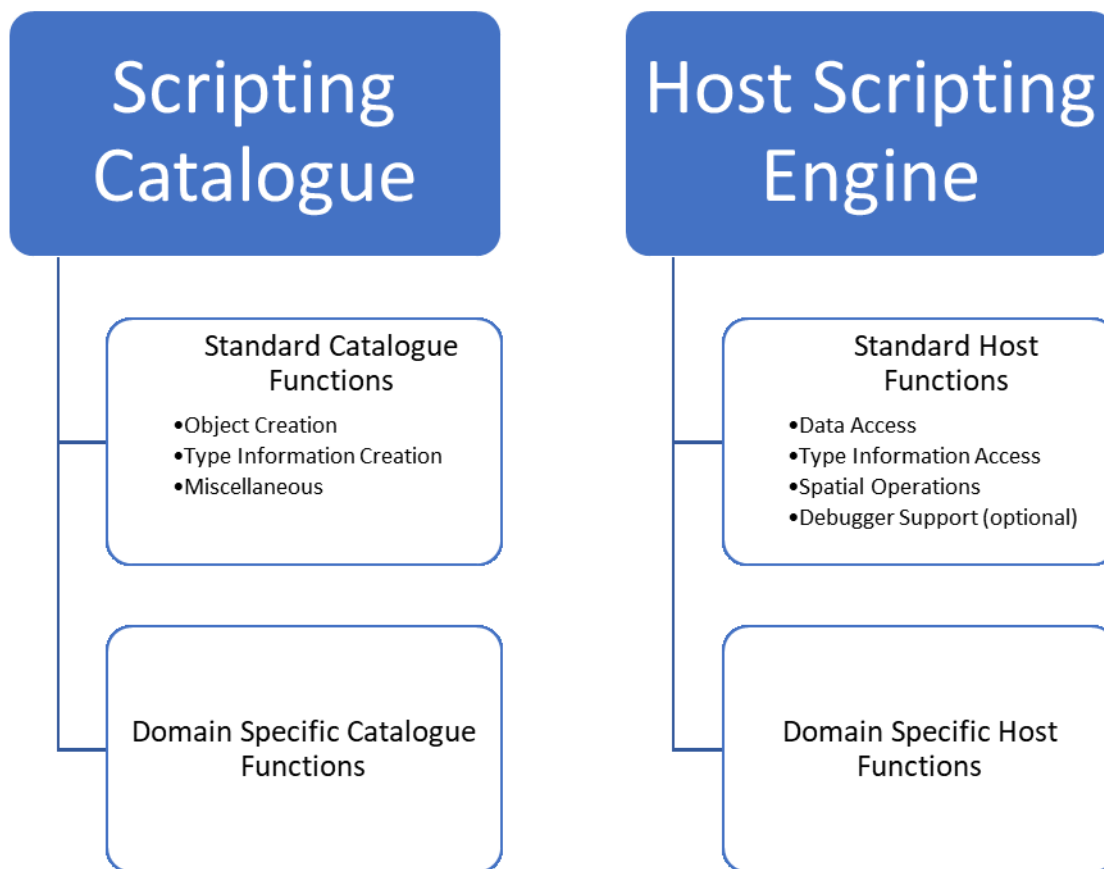 Scripting
Catalogue
Standard Catalogue
Functions
•Object Creation
•Type Information Creation
•Miscellaneous
Domain Specific Catalogue
Functions
Host Scripting
Engine
Standard Host
Functions
•Data Access
•Type Information Access
•Spatial Operations
•Debugger Support (optional)
Domain Specific Host
Functions